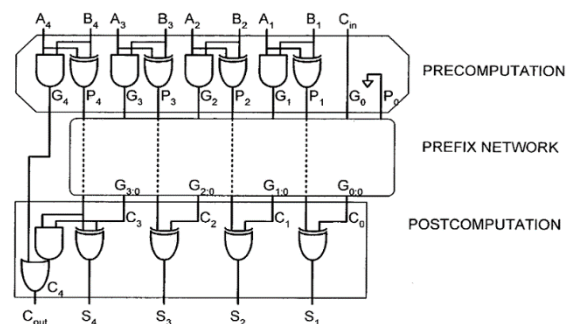 A4 B4 A3 B3 A2 B2 A1 B1 Cin
PRECOMPUTATION
G4 P4 G3 P3 G2 P2 G1 P1 G0 P0
PREFIX NETWORK
G3:0 G2:0 G1:0 G0:0
C3 C2 C1 C0
POSTCOMPUTATION
C4
Cout S4 S3 S2 S1